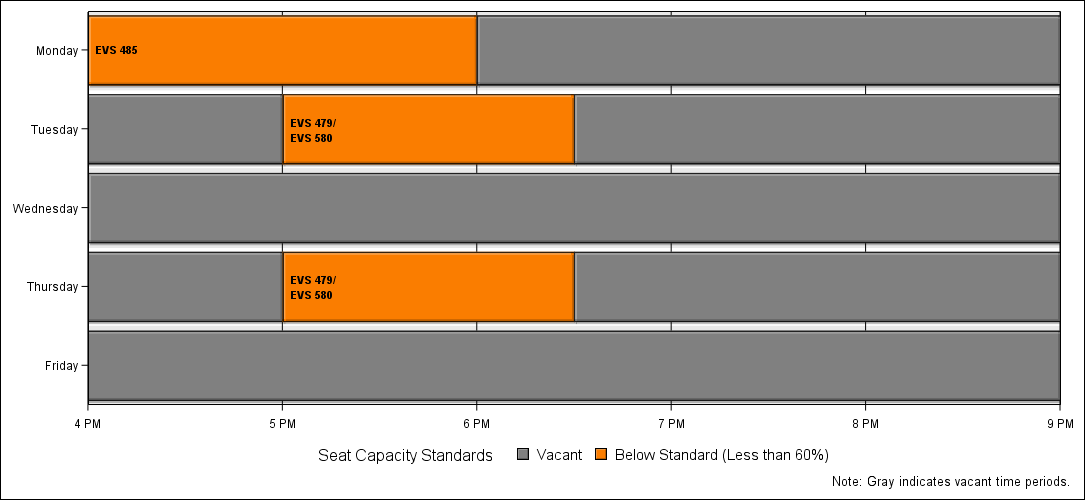 Monday
EVS 485
Tuesday
EVS 479/
EVS 580
Wednesday
Thursday
EVS 479/
EVS 580
Friday
4 PM 5 PM 6 PM 7 PM 8 PM 9 PM
Seat Capacity Standards Vacant Below Standard (Less than 60%)
Note: Gray indicates vacant time periods.